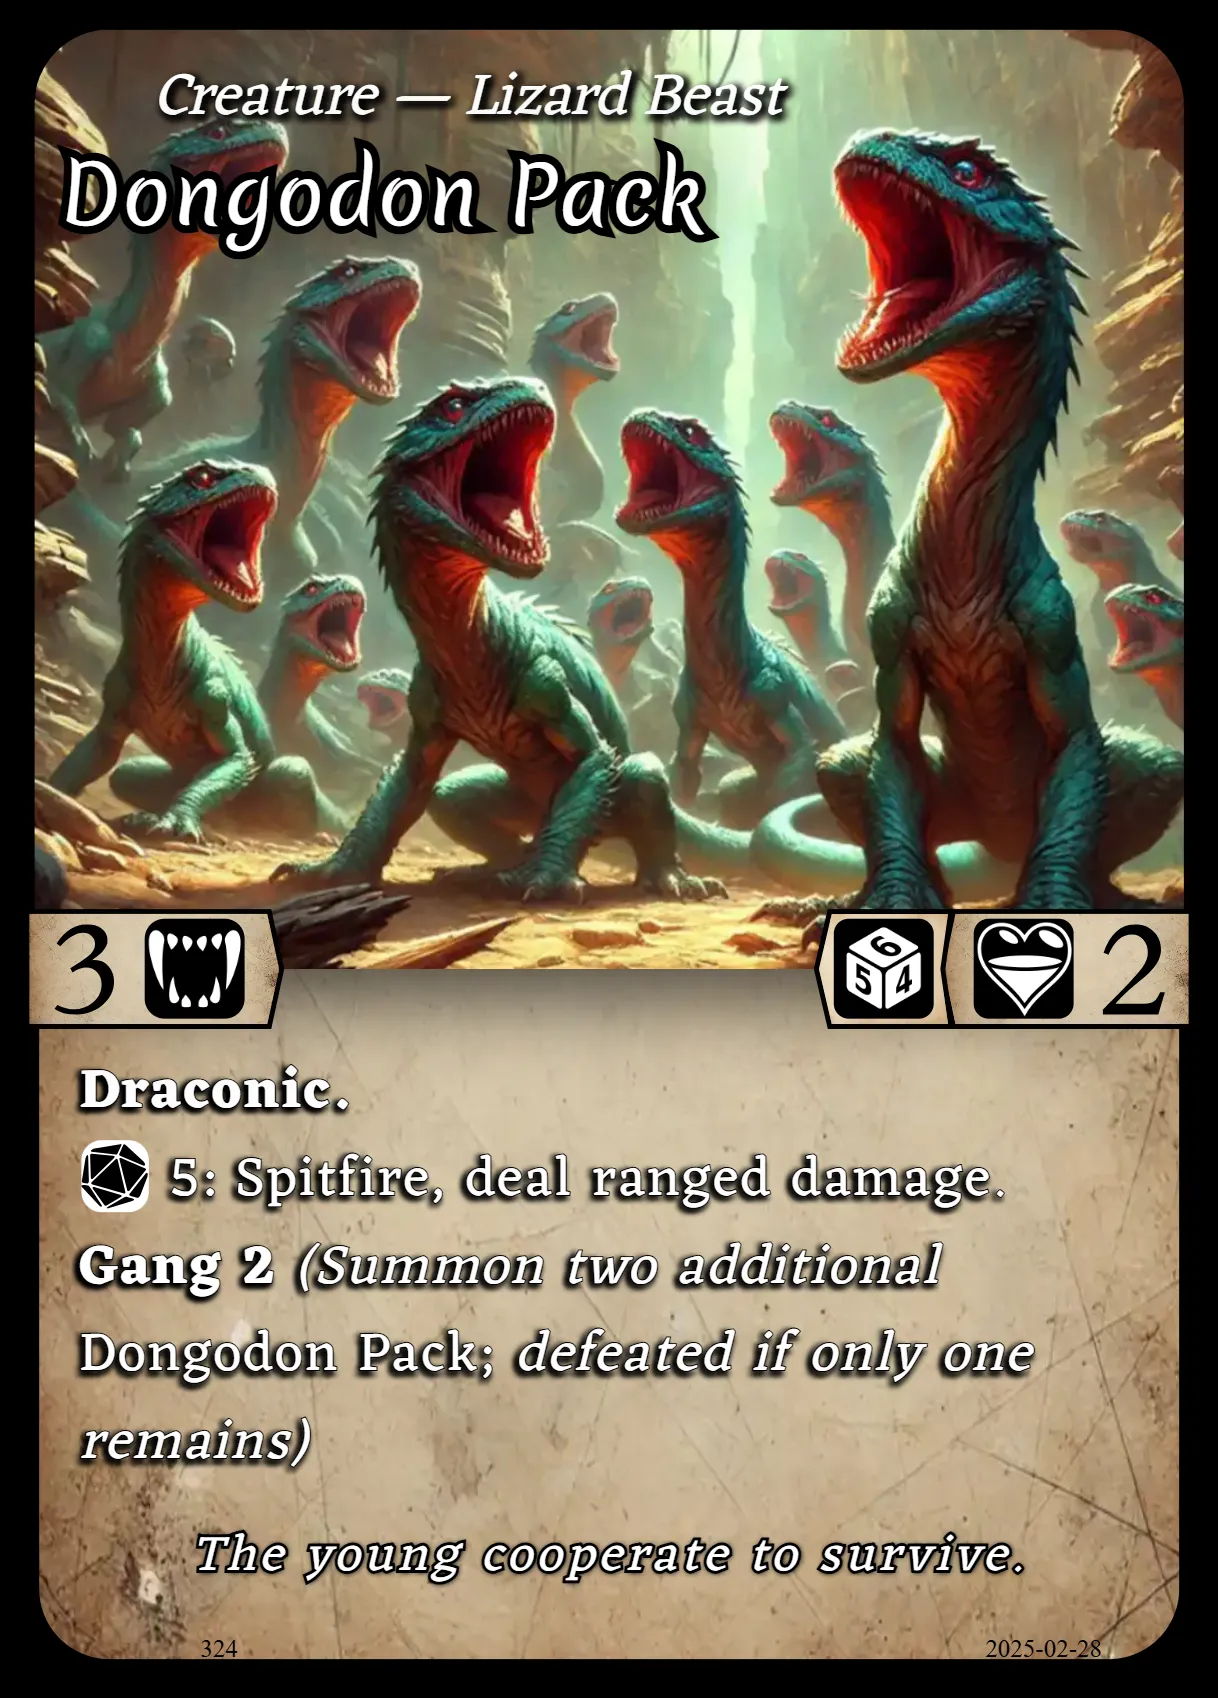 Creature — Lizard Beast
Dongodon Pack
3
6
5 4
2
Draconic.
5: Spitfire, deal ranged damage.
Gang 2 (Summon two additional
Dongodon Pack; defeated if only one
remains)
The young cooperate to survive.
324
2025-02-28